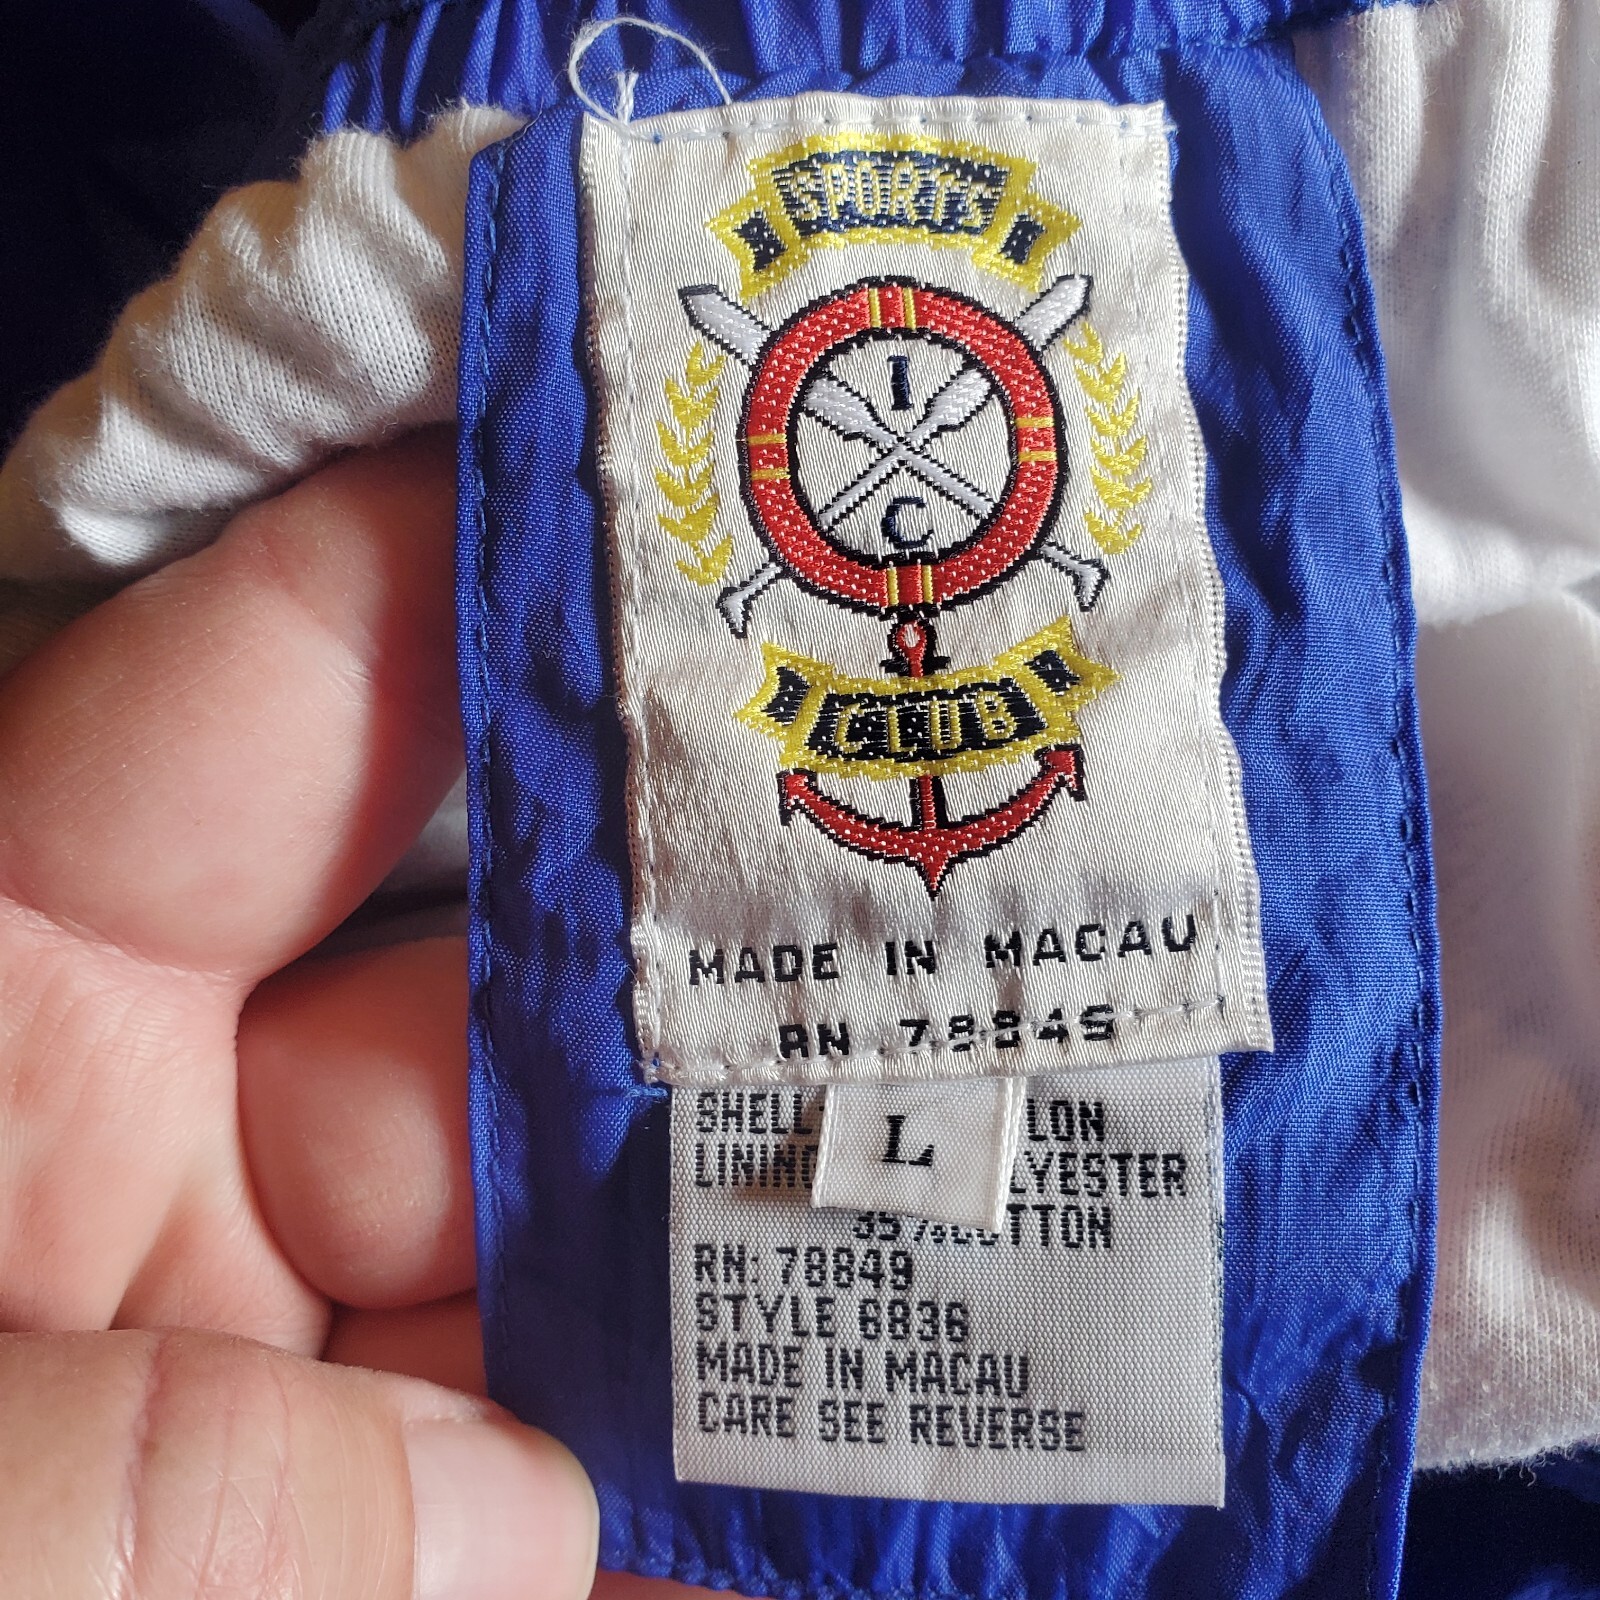 SPORTS
I
C
CLUB
MADE IN MACAU
RN 78849
L
SHELL:
LINING
35% COTTON
RN: 78849
STYLE 6836
MADE IN MACAU
CARE SEE REVERSE